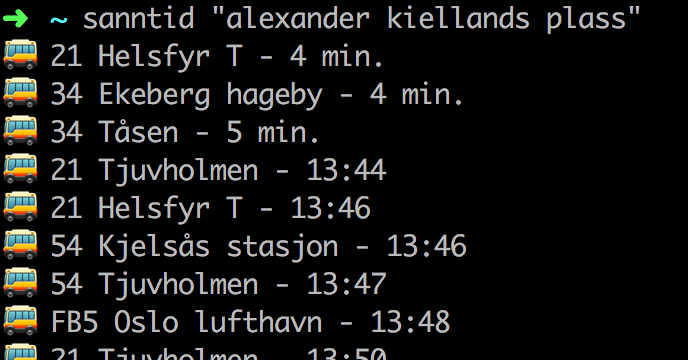 ➜ ~ sanntid "alexander kiellands plass"
🚌 21 Helsfyr T - 4 min.
🚌 34 Ekeberg hageby - 4 min.
🚌 34 Tåsen - 5 min.
🚌 21 Tjuvholmen - 13:44
🚌 21 Helsfyr T - 13:46
🚌 54 Kjelsås stasjon - 13:46
🚌 54 Tjuvholmen - 13:47
🚌 FB5 Oslo lufthavn - 13:48
🚌 21 Tjuvholmen - 13:50